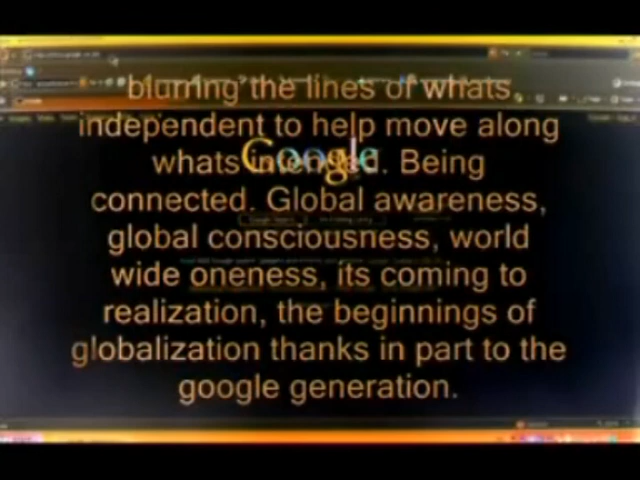 blurring the lines of whats
independent to help move along
whats intended. Being
Google
connected. Global awareness,
global consciousness, world
wide oneness, its coming to
realization, the beginnings of
globalization thanks in part to the
google generation.